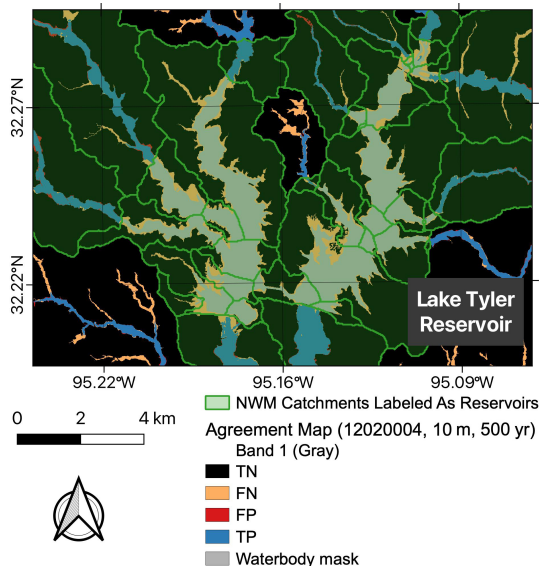 32.27°N
32.22°N
Lake Tyler
Reservoir
95.22°W
95.16°W
95.09°W
NWM Catchments Labeled As Reservoirs
0 2 4 km
Agreement Map (12020004, 10 m, 500 yr)
Band 1 (Gray)
TN
FN
FP
TP
Waterbody mask